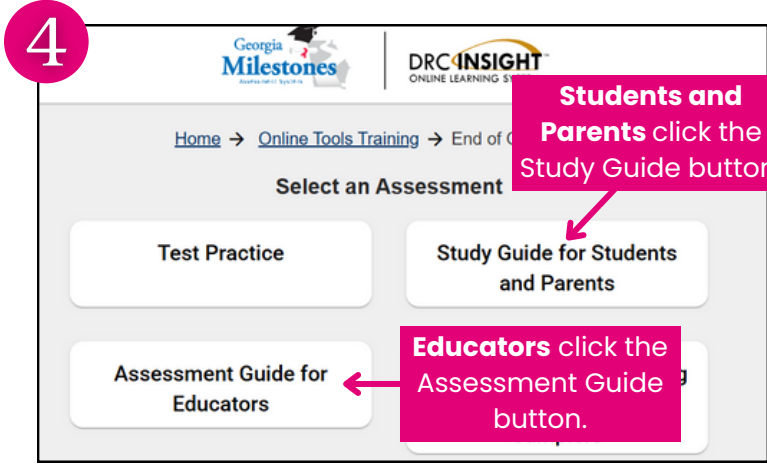 4
Georgia
Milestones
Assessment System
DRC INSIGHT
ONLINE LEARNING
Students and
Parents click the
Study Guide button
Home → Online Tools Training → End of
Select an Assessment
Test Practice
Study Guide for Students
and Parents
Educators click the
Assessment Guide
button.
Assessment Guide for
Educators